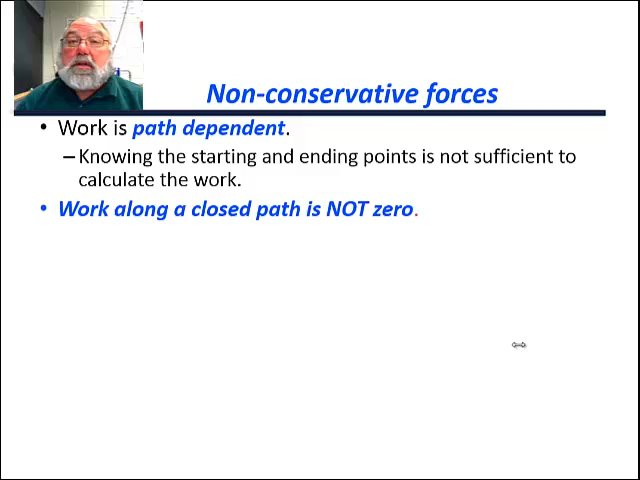 Non-conservative forces
• Work is path dependent.
– Knowing the starting and ending points is not sufficient to
calculate the work.
• Work along a closed path is NOT zero.